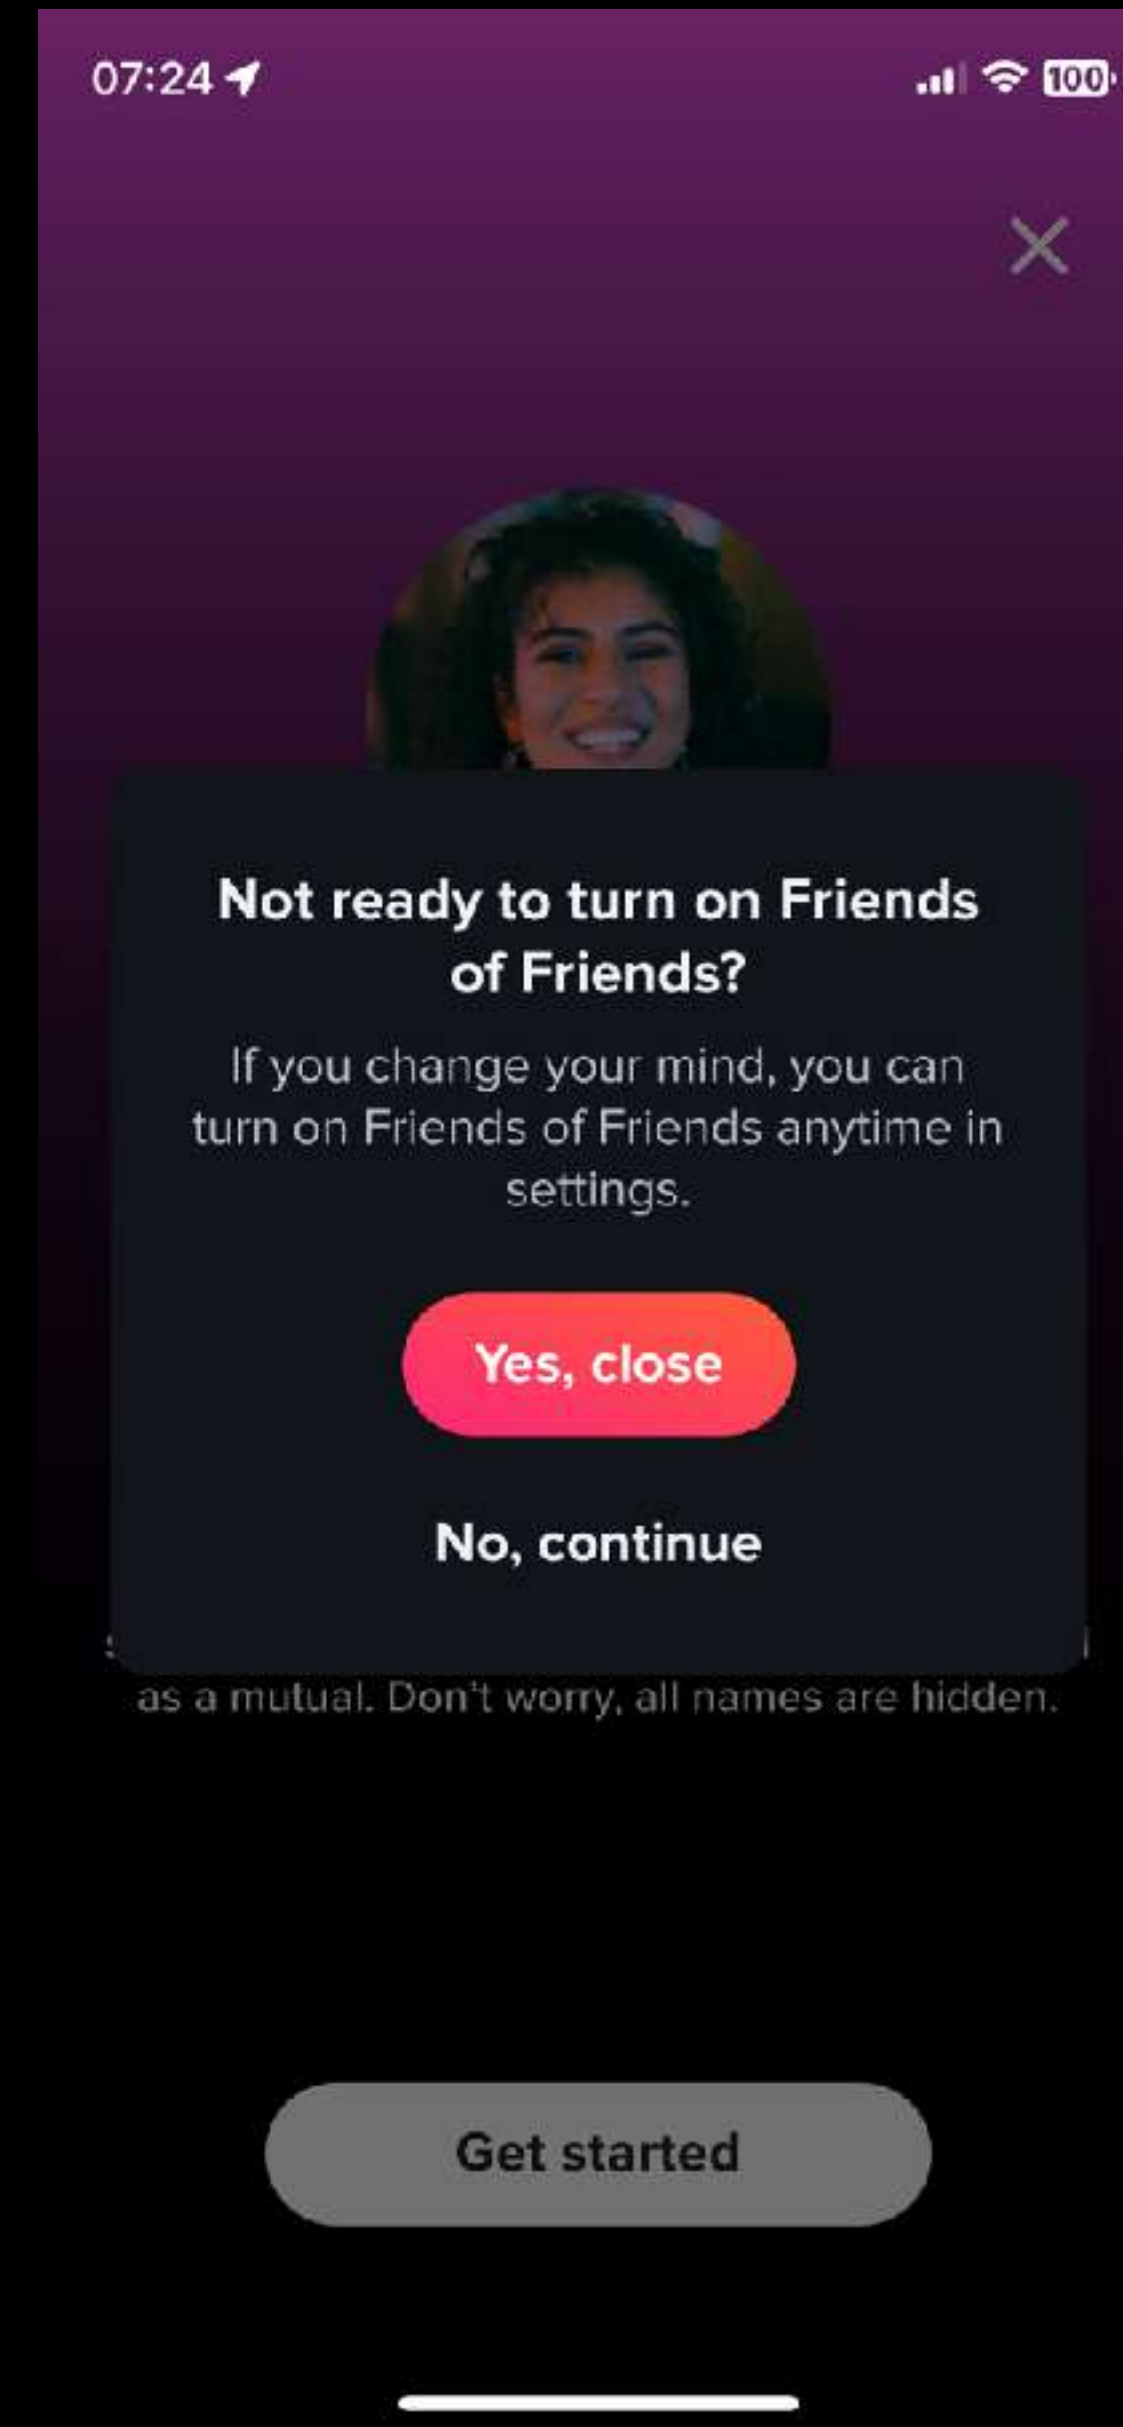 07:24
100
Not ready to turn on Friends
of Friends?
If you change your mind, you can
turn on Friends of Friends anytime in
settings.
Yes, close
No, continue
as a mutual. Don't worry, all names are hidden.
Get started